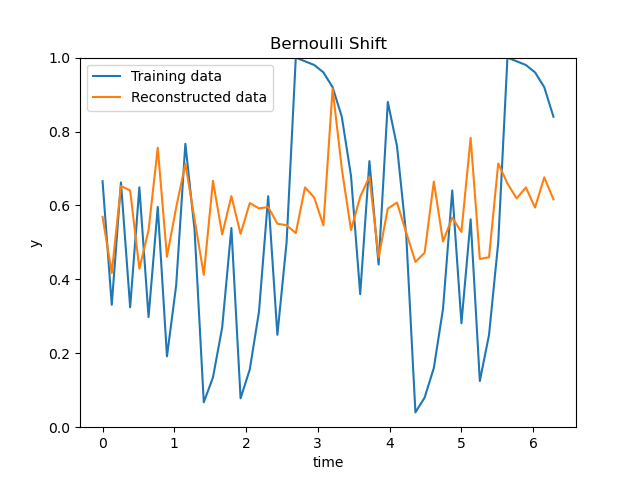 Bernoulli Shift
Training data
Reconstructed data
1.0
0.8
0.6
0.4
0.2
0.0
y
0 1 2 3 4 5 6
time